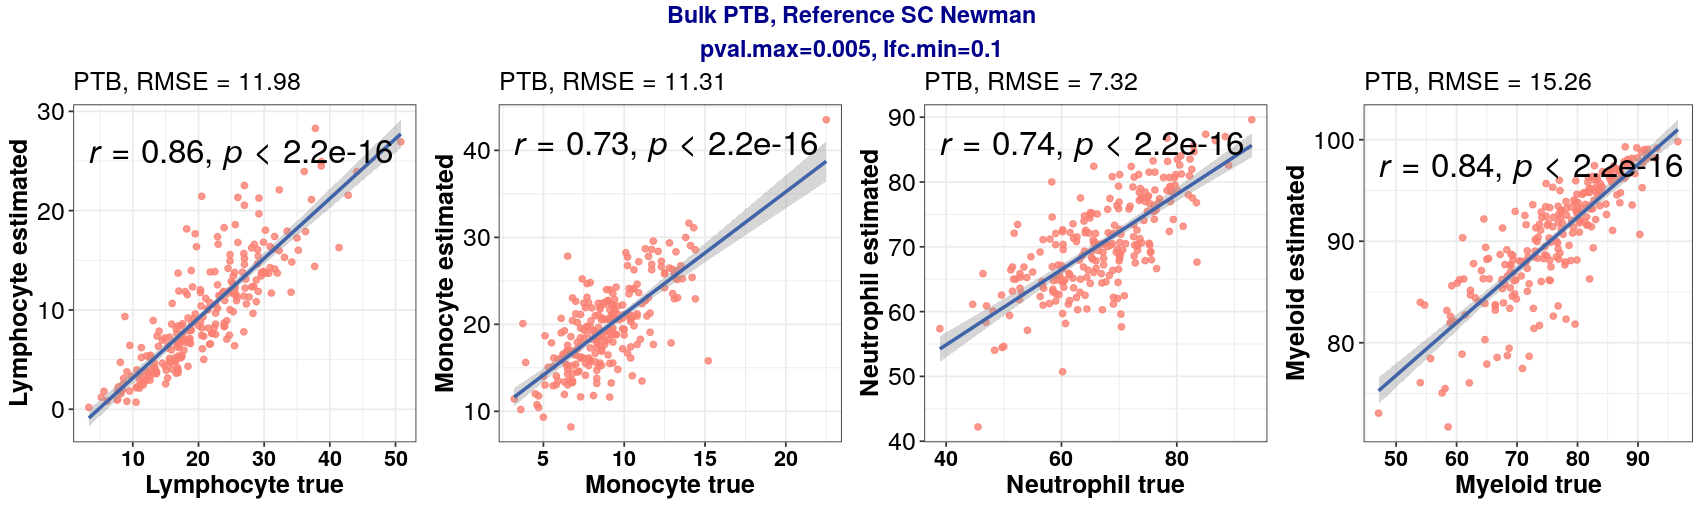 Bulk PTB, Reference SC Newman
pval.max=0.005, lfc.min=0.1
PTB, RMSE = 11.98
r = 0.86, p < 2.2e-16
Lymphocyte estimated
30
20
10
0
10 20 30 40 50
Lymphocyte true
PTB, RMSE = 11.31
r = 0.73, p < 2.2e-16
Monocyte estimated
40
30
20
10
5 10 15 20
Monocyte true
PTB, RMSE = 7.32
r = 0.74, p < 2.2e-16
Neutrophil estimated
90
80
70
60
50
40
40 60 80
Neutrophil true
PTB, RMSE = 15.26
r = 0.84, p < 2.2e-16
Myeloid estimated
100
90
80
50 60 70 80 90
Myeloid true